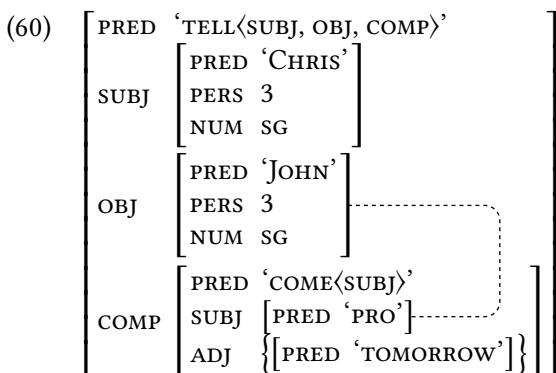 (60)
PRED ‘TELL⟨SUBJ, OBJ, COMP⟩’
PRED ‘CHRIS’
SUBJ PERS 3
NUM SG
PRED ‘JOHN’
OBJ PERS 3
NUM SG
PRED ‘COME⟨SUBJ⟩’
COMP SUBJ [PRED ‘PRO’]
ADJ {[PRED ‘TOMORROW’]}